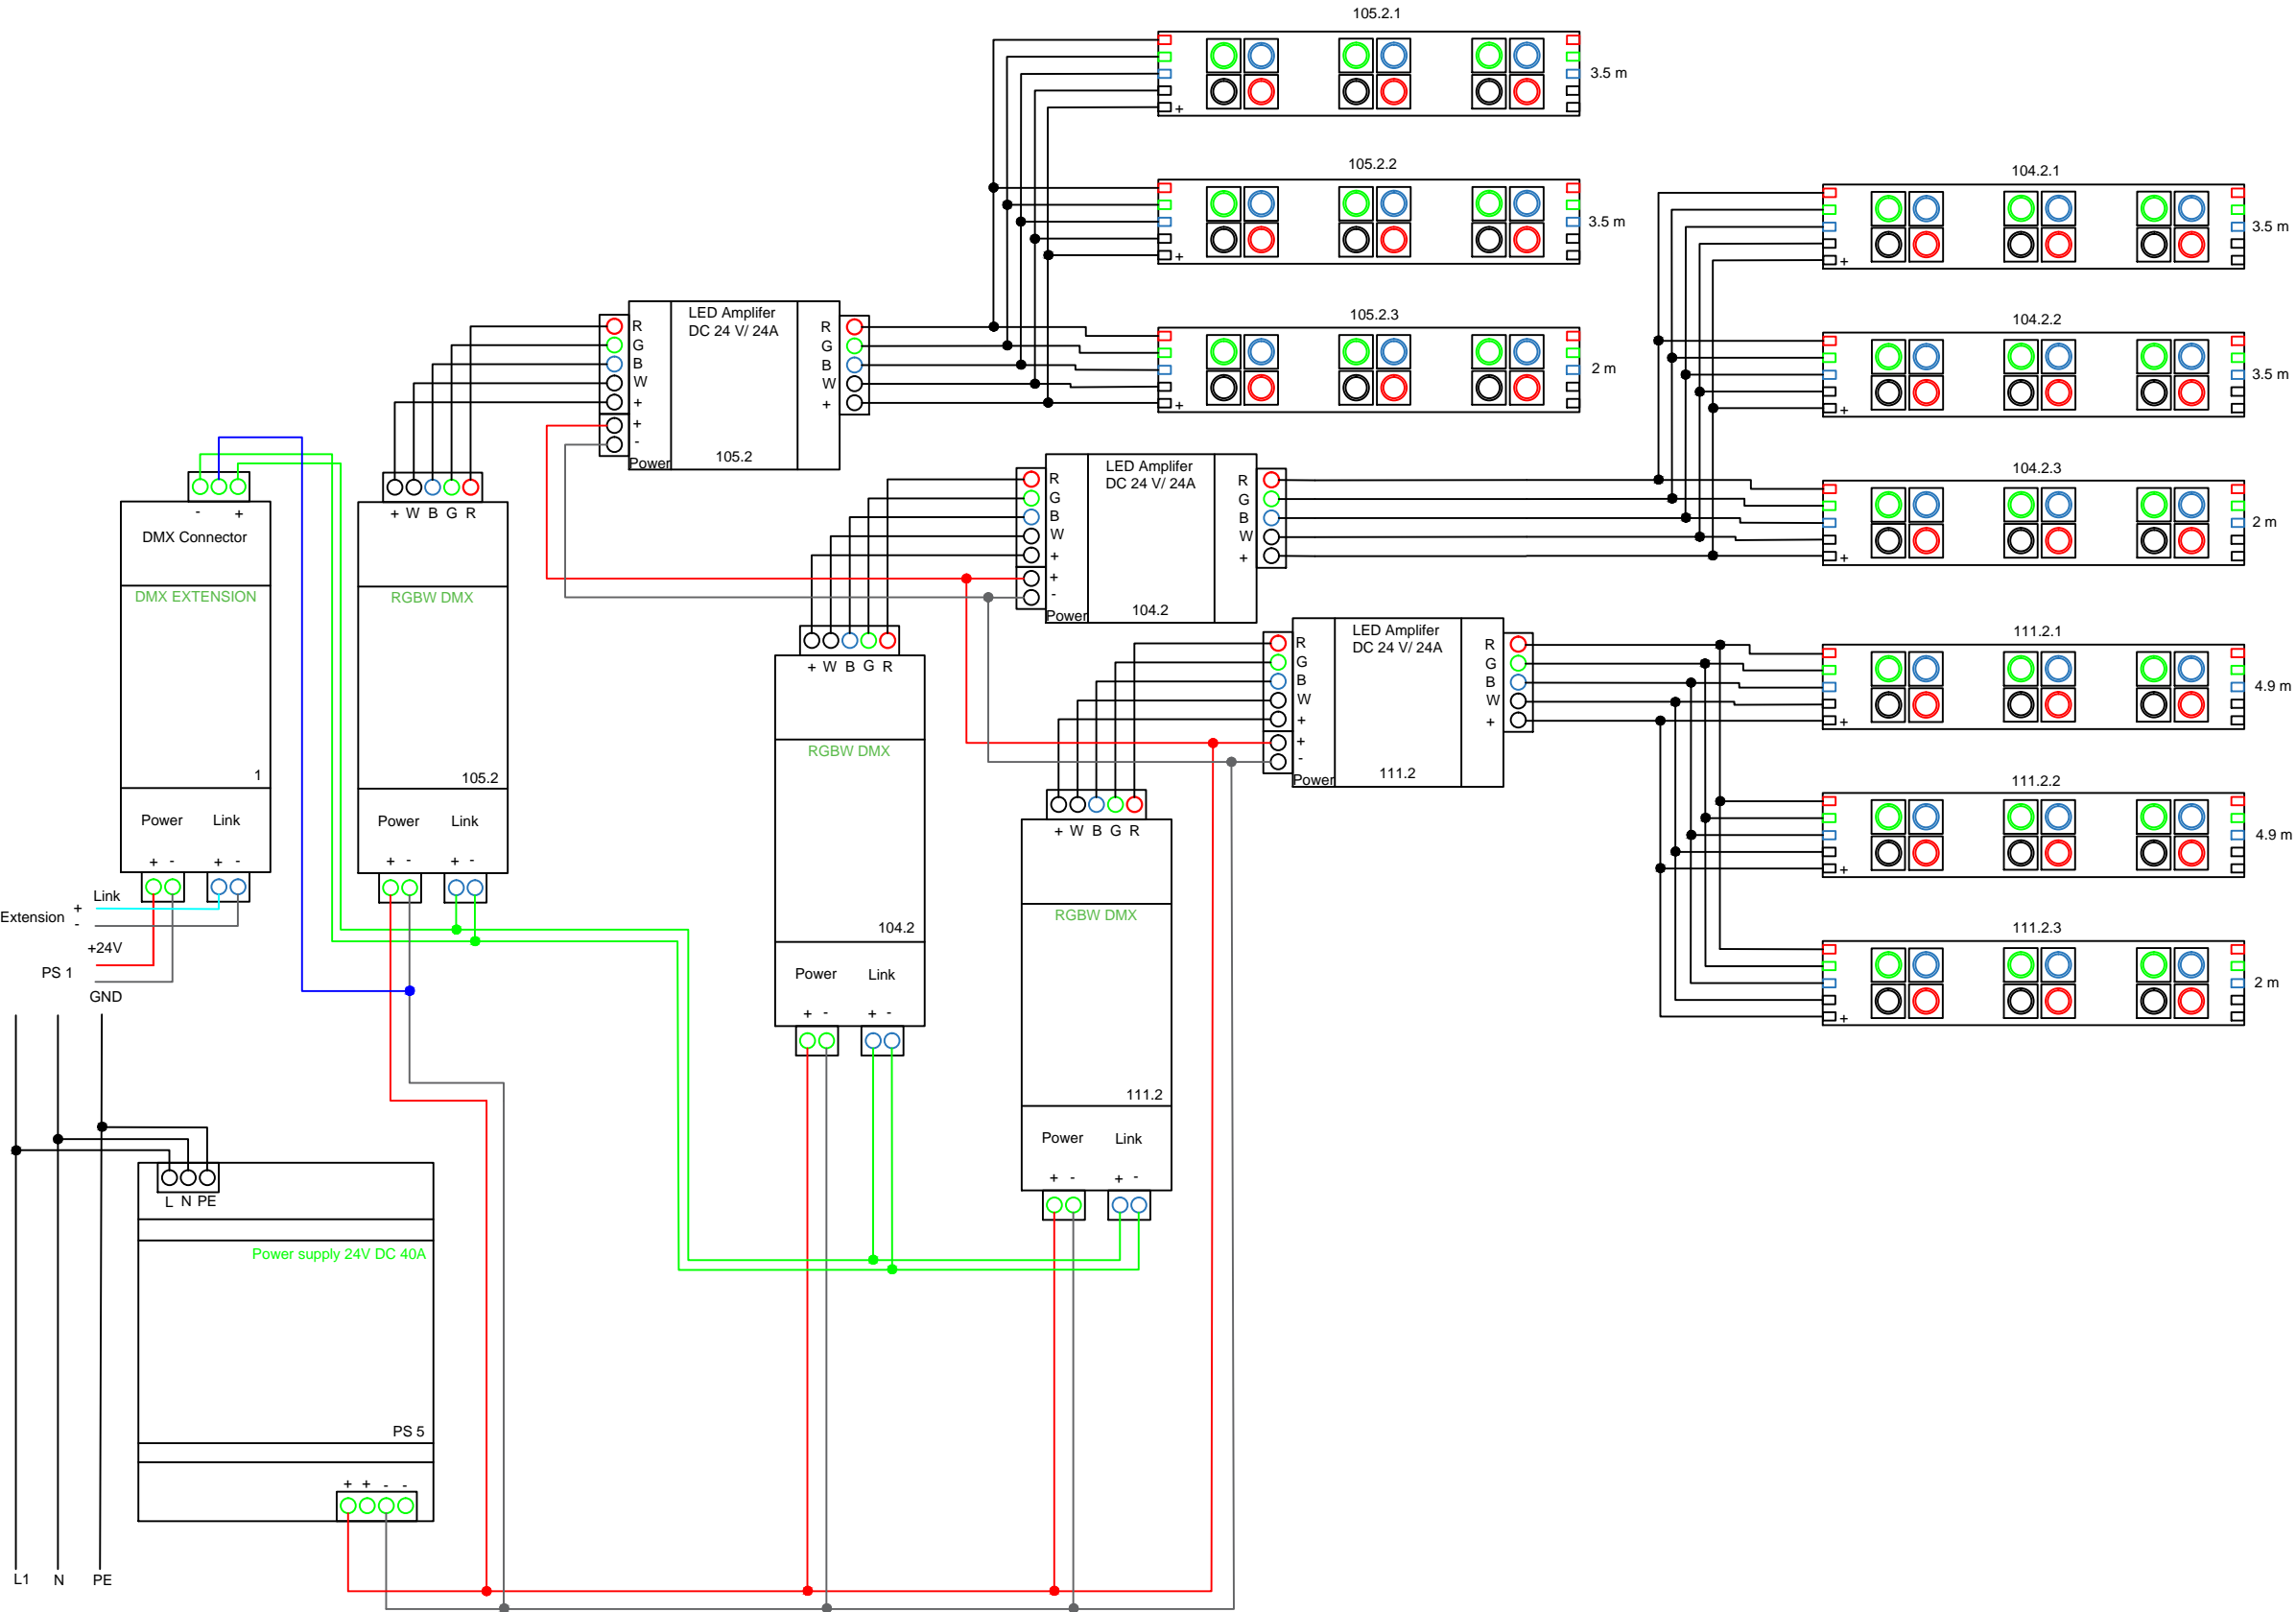 105.2.1
3.5 m
+
105.2.2
3.5 m
+
105.2.3
2 m
+
104.2.1
3.5 m
+
104.2.2
3.5 m
+
104.2.3
2 m
+
111.2.1
4.9 m
+
111.2.2
4.9 m
+
111.2.3
2 m
+
LED Amplifer
DC 24 V/ 24A
R R
G G
B B
W W
+ +
+
-
Power
105.2
LED Amplifer
DC 24 V/ 24A
R R
G G
B B
W W
+ +
+
-
Power
104.2
LED Amplifer
DC 24 V/ 24A
R R
G G
B B
W W
+ +
+
-
Power
111.2
- +
DMX Connector
DMX EXTENSION
1
Power Link
+ - + -
+ W B G R
RGBW DMX
105.2
Power Link
+ - + -
+ W B G R
RGBW DMX
104.2
Power Link
+ - + -
+ W B G R
RGBW DMX
111.2
Power Link
+ - + -
Link
Extension + -
+24V
PS 1
GND
L N PE
Power supply 24V DC 40A
PS 5
+ + - -
L1 N PE